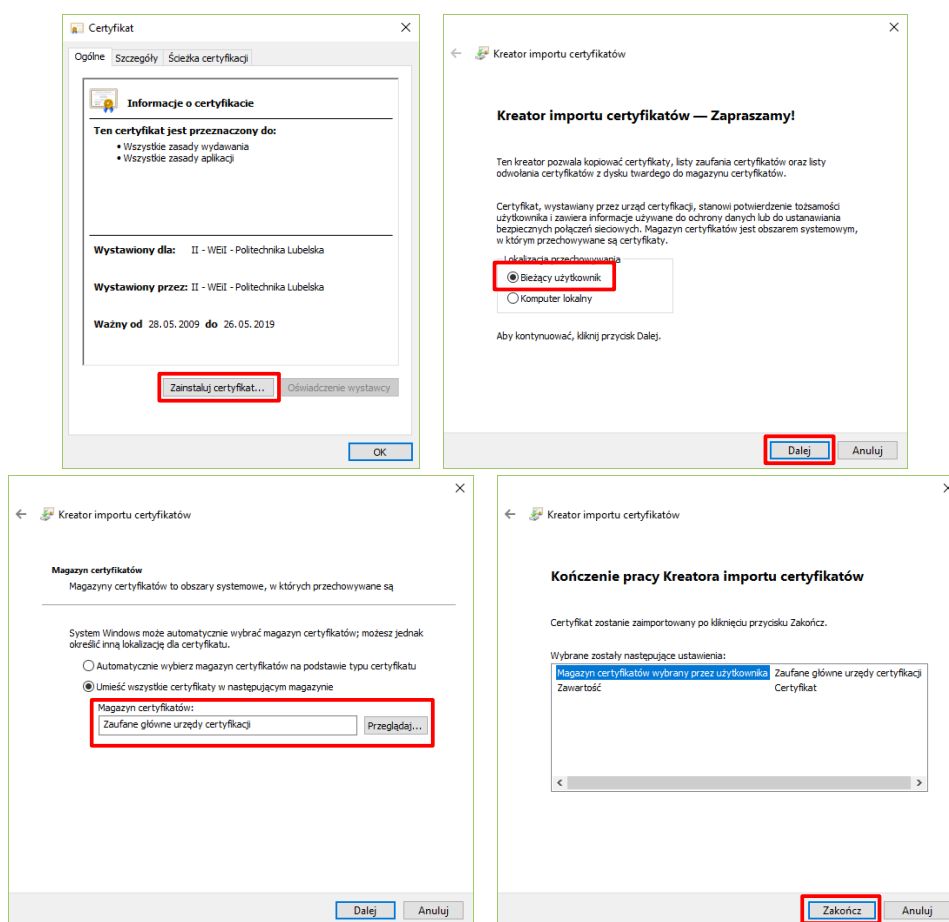 Certyfikat
Ogólne Szczegóły Ścieżka certyfikacji
Informacje o certyfikacie
Ten certyfikat jest przeznaczony do:
• Wszystkie zasady wydawania
• Wszystkie zasady aplikacji
Wystawiony dla: II - WEiI - Politechnika Lubelska
Wystawiony przez: II - WEiI - Politechnika Lubelska
Ważny od 28.05.2009 do 26.05.2019
Zainstaluj certyfikat... Oświadczenie wystawcy
OK
Kreator importu certyfikatów
Kreator importu certyfikatów — Zapraszamy!
Ten kreator pozwala kopiować certyfikaty, listy zaufania certyfikatów oraz listy
odwołania certyfikatów z dysku twardego do magazynu certyfikatów.
Certyfikat, wystawiany przez urząd certyfikacji, stanowi potwierdzenie tożsamości
użytkownika i zawiera informacje używane do ochrony danych lub do ustanawiania
bezpiecznych połączeń sieciowych. Magazyn certyfikatów jest obszarem systemowym,
w którym przechowywane są certyfikaty.
Lokalizacja przechowywania
Bieżący użytkownik
Komputer lokalny
Aby kontynuować, kliknij przycisk Dalej.
Dalej Anuluj
Kreator importu certyfikatów
Magazyn certyfikatów
Magazyny certyfikatów to obszary systemowe, w których przechowywane są
System Windows może automatycznie wybrać magazyn certyfikatów; możesz jednak
określić inną lokalizację dla certyfikatu.
Automatycznie wybierz magazyn certyfikatów na podstawie typu certyfikatu
Umieść wszystkie certyfikaty w następującym magazynie
Magazyn certyfikatów:
Zaufane główne urzędy certyfikacji Przeglądaj...
Dalej Anuluj
Kreator importu certyfikatów
Kończenie pracy Kreatora importu certyfikatów
Certyfikat zostanie zaimportowany po kliknięciu przycisku Zakończ.
Wybrane zostały następujące ustawienia:
Magazyn certyfikatów wybrany przez użytkownika Zaufane główne urzędy certyfikacji
Zawartość Certyfikat
Zakończ Anuluj